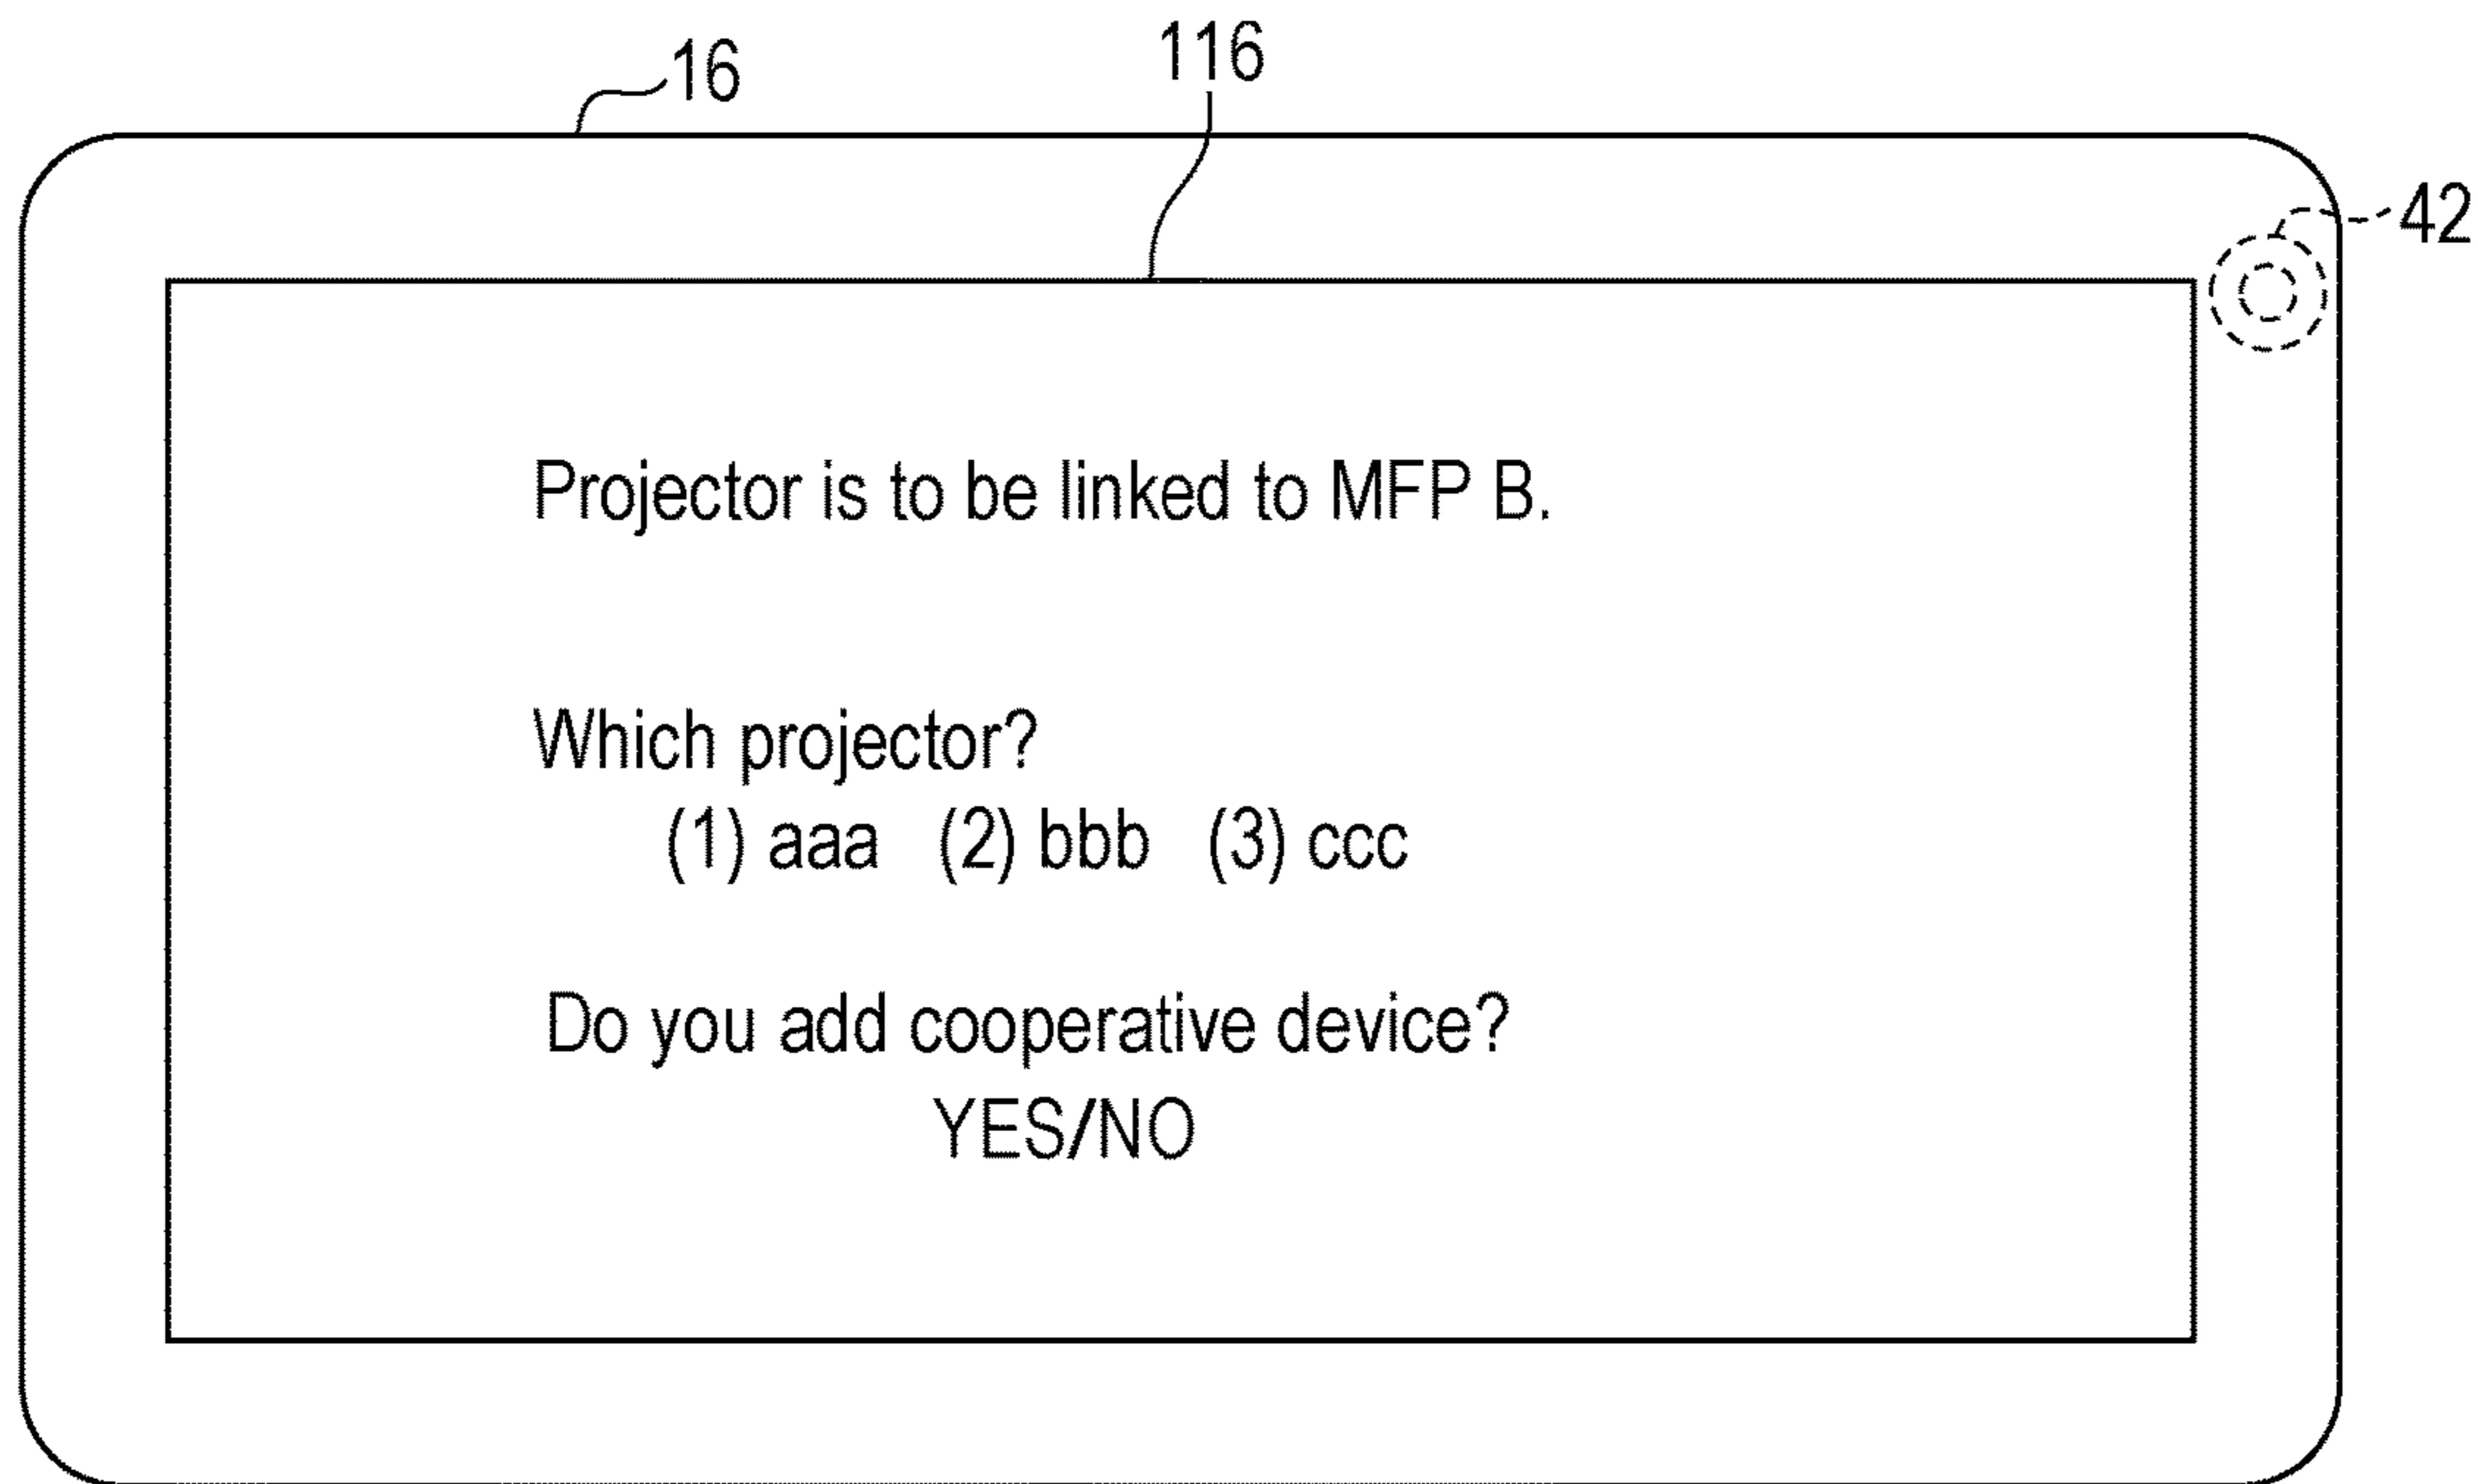 16
116
42
Projector is to be linked to MFP B.
Which projector?
(1) aaa (2) bbb (3) ccc
Do you add cooperative device?
YES/NO